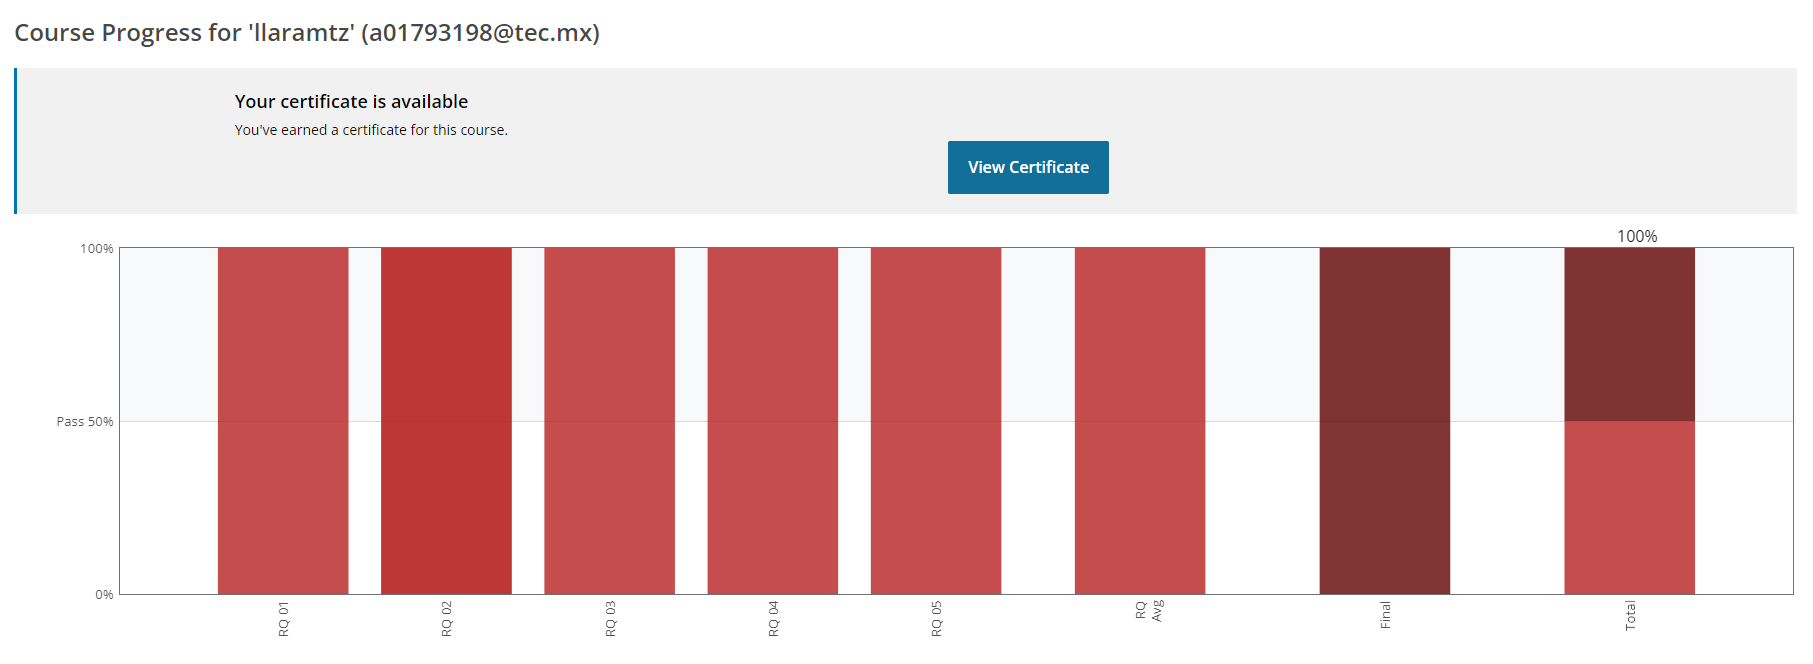 Course Progress for 'llaramtz' (a01793198@tec.mx)
Your certificate is available
You've earned a certificate for this course.
View Certificate
100%
100%
Pass 50%
0%
RQ 01
RQ 02
RQ 03
RQ 04
RQ 05
RQ
Avg
Final
Total